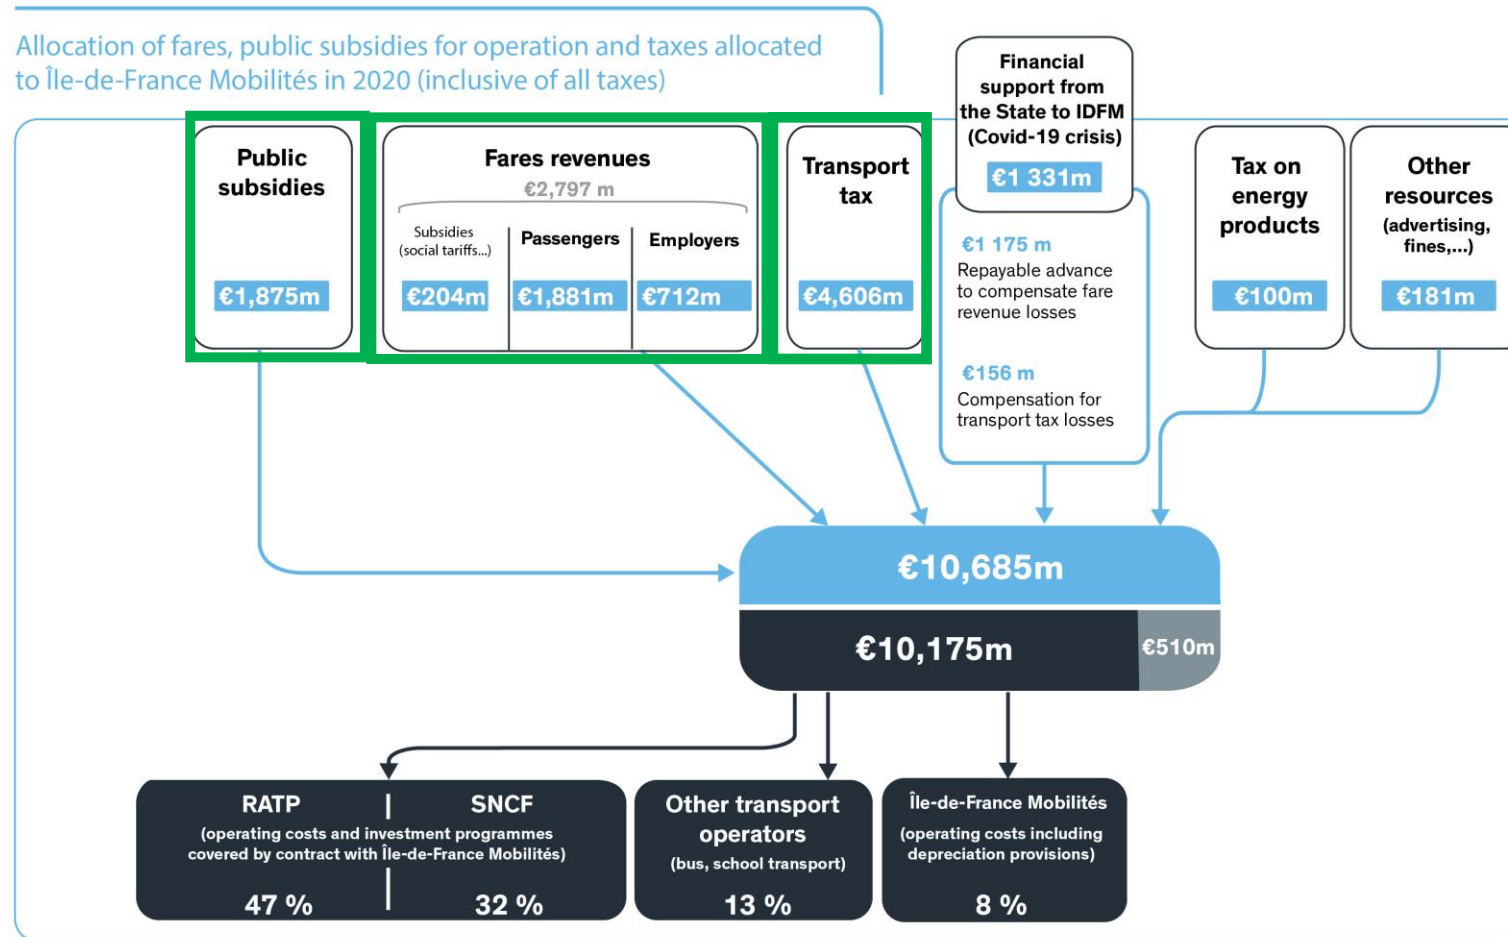 Allocation of fares, public subsidies for operation and taxes allocated
to Île-de-France Mobilités in 2020 (inclusive of all taxes)
Public
subsidies
€1,875m
Fares revenues
€2,797 m
Subsidies
(social tariffs...)
€204m
Passengers
€1,881m
Employers
€712m
Transport
tax
€4,606m
Financial
support from
the State to IDFM
(Covid-19 crisis)
€1 331m
€1 175 m
Repayable advance
to compensate fare
revenue losses
€156 m
Compensation for
transport tax losses
Tax on
energy
products
€100m
Other
resources
(advertising,
fines,...)
€181m
€10,685m
€10,175m
€510m
RATP | SNCF
(operating costs and investment programmes
covered by contract with Île-de-France Mobilités)
47 % | 32 %
Other transport
operators
(bus, school transport)
13 %
Île-de-France Mobilités
(operating costs including
depreciation provisions)
8 %